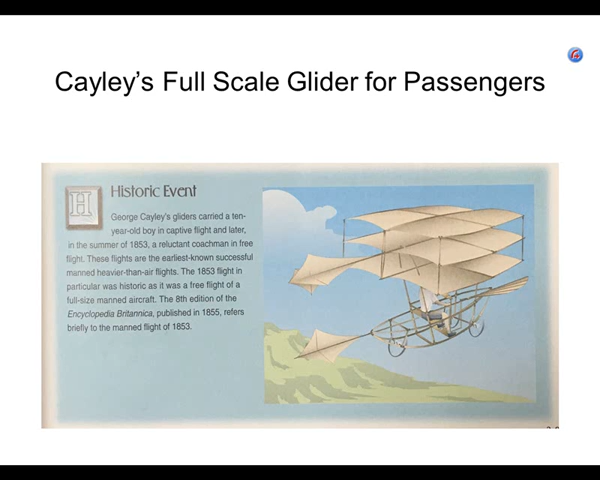 Cayley’s Full Scale Glider for Passengers
H
Historic Event
George Cayley's gliders carried a ten-
year-old boy in captive flight and later,
in the summer of 1853, a reluctant coachman in free
flight. These flights are the earliest-known successful
manned heavier-than-air flights. The 1853 flight in
particular was historic as it was a free flight of a
full-size manned aircraft. The 8th edition of the
Encyclopedia Britannica, published in 1855, refers
briefly to the manned flight of 1853.